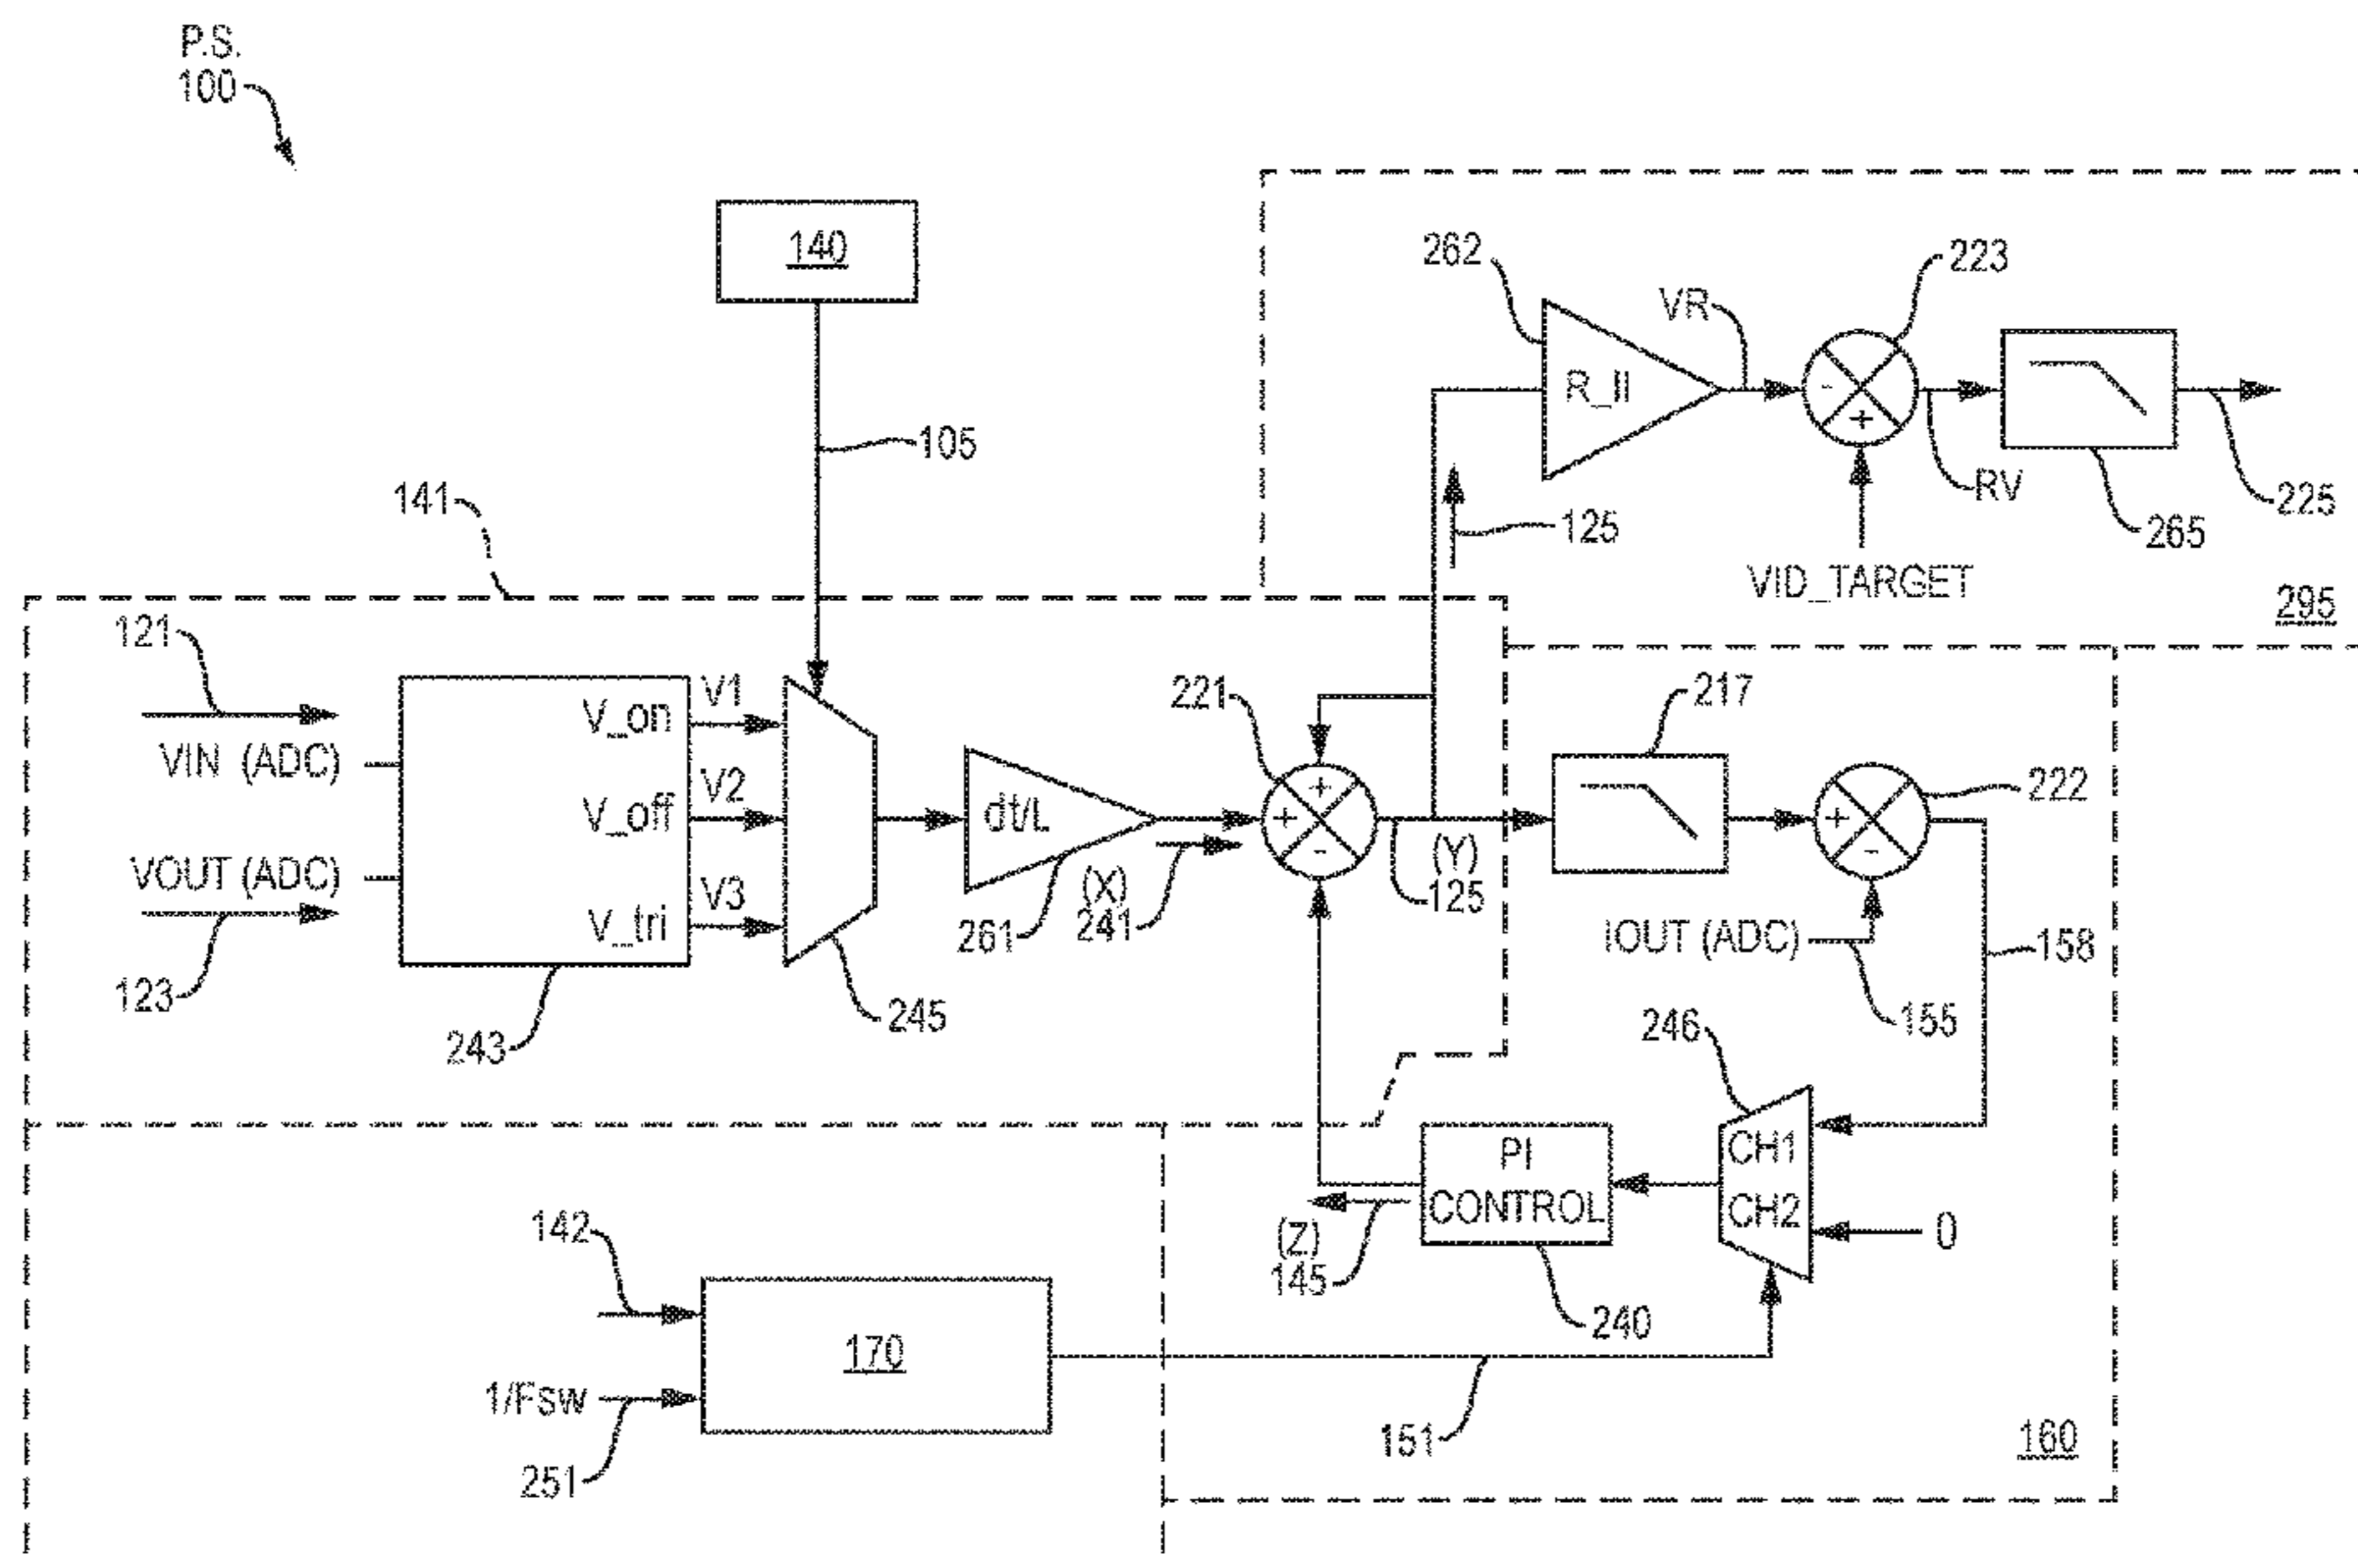 P.S.
100
140
262
VR
223
R_ll
-
+
105
RV
225
265
125
VID_TARGET
295
141
121
V_on
V1
VIN (ADC)
V_off
V2
VOUT (ADC)
V_tri
V3
123
243
245
dt/L
261
(X)
241
221
+
+
-
(Y)
125
217
222
+
-
IOUT (ADC)
155
158
246
CH1
CH2
0
PI
CONTROL
(Z)
145
240
142
170
1/Fsw
251
151
160